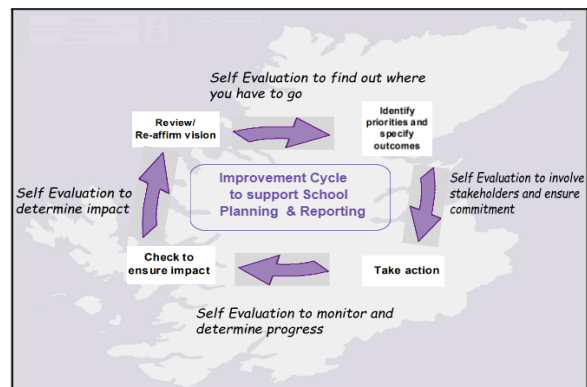 Self Evaluation to find out where
you have to go
Review/
Re-affirm vision
Identify
priorities and
specify
outcomes
Improvement Cycle
to support School
Planning & Reporting
Self Evaluation to involve
stakeholders and ensure
commitment
Self Evaluation to
determine impact
Check to
ensure impact
Take action
Self Evaluation to monitor and
determine progress